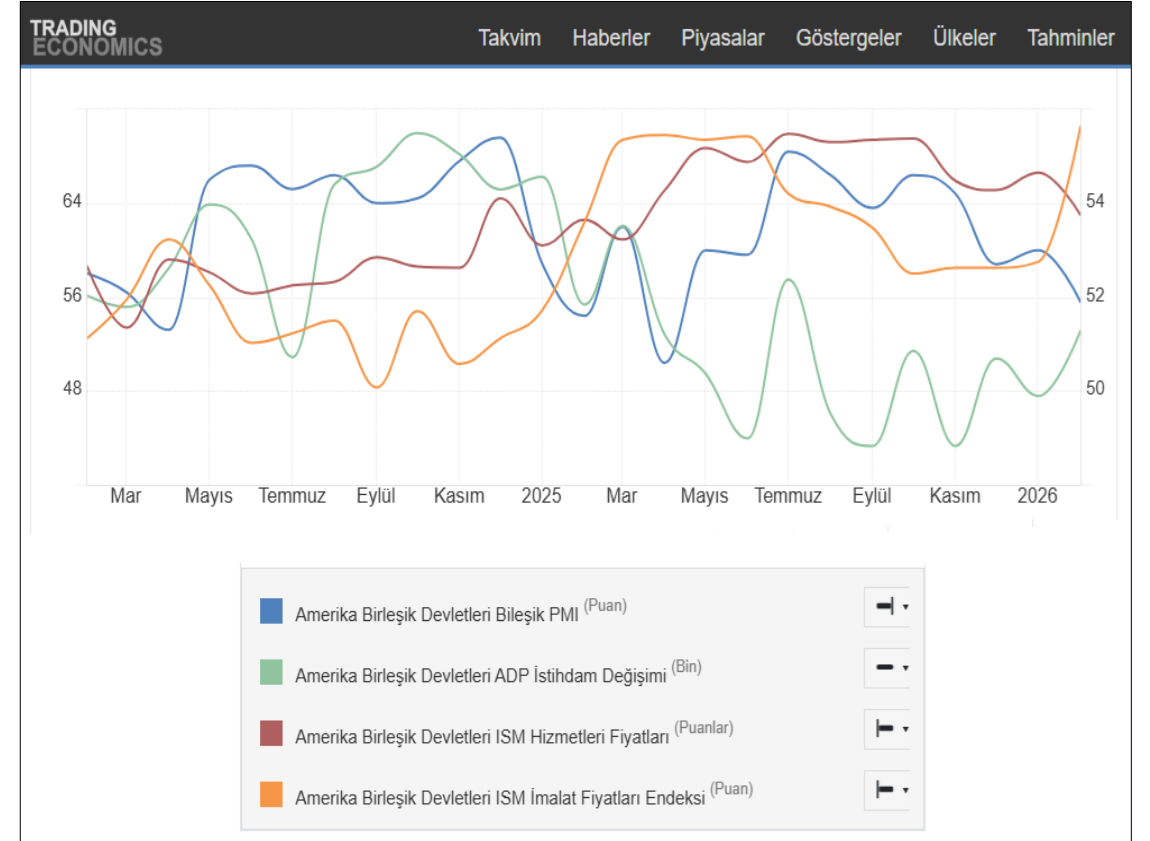 TRADING
ECONOMICS
Takvim Haberler Piyasalar Göstergeler Ülkeler Tahminler
64 54
56 52
48 50
Mar Mayıs Temmuz Eylül Kasım 2025 Mar Mayıs Temmuz Eylül Kasım 2026
Amerika Birleşik Devletleri Bileşik PMI (Puan)
Amerika Birleşik Devletleri ADP İstihdam Değişimi (Bin)
Amerika Birleşik Devletleri ISM Hizmetleri Fiyatları (Puanlar)
Amerika Birleşik Devletleri ISM İmalat Fiyatları Endeksi (Puan)